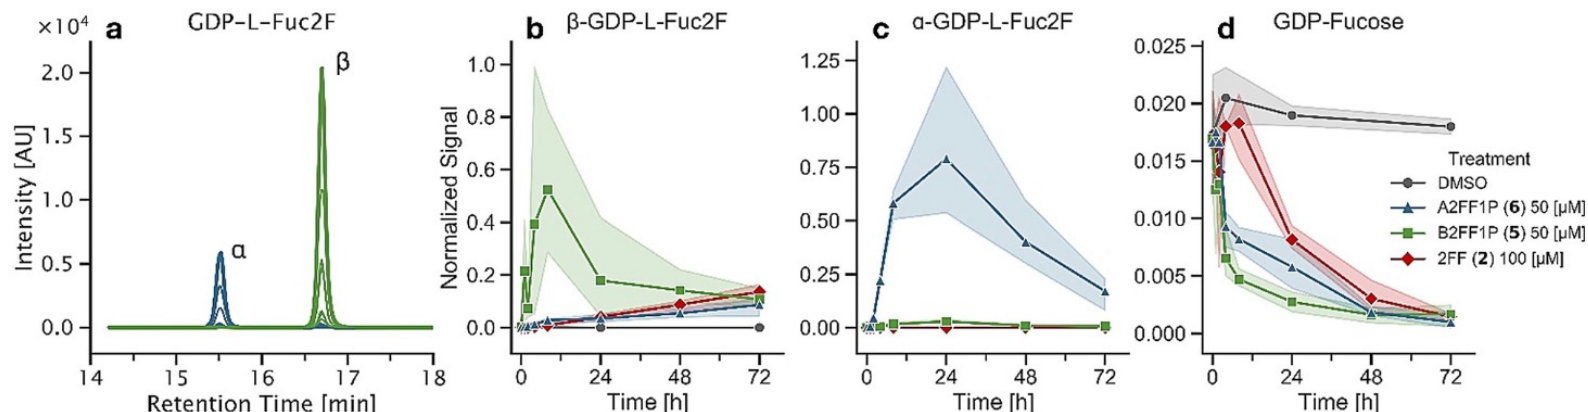 a GDP-L-Fuc2F
×10⁴
2.0
1.5
1.0
0.5
0.0
Intensity [AU]
α
β
14 15 16 17 18
Retention Time [min]
b β-GDP-L-Fuc2F
1.0
0.8
0.6
0.4
0.2
0.0
Normalized Signal
0 24 48 72
Time [h]
c α-GDP-L-Fuc2F
1.25
1.00
0.75
0.50
0.25
0.00
0 24 48 72
Time [h]
d GDP-Fucose
0.025
0.020
0.015
0.010
0.005
0.000
0 24 48 72
Time [h]
Treatment
DMSO
A2FF1P (6) 50 [µM]
B2FF1P (5) 50 [µM]
2FF (2) 100 [µM]